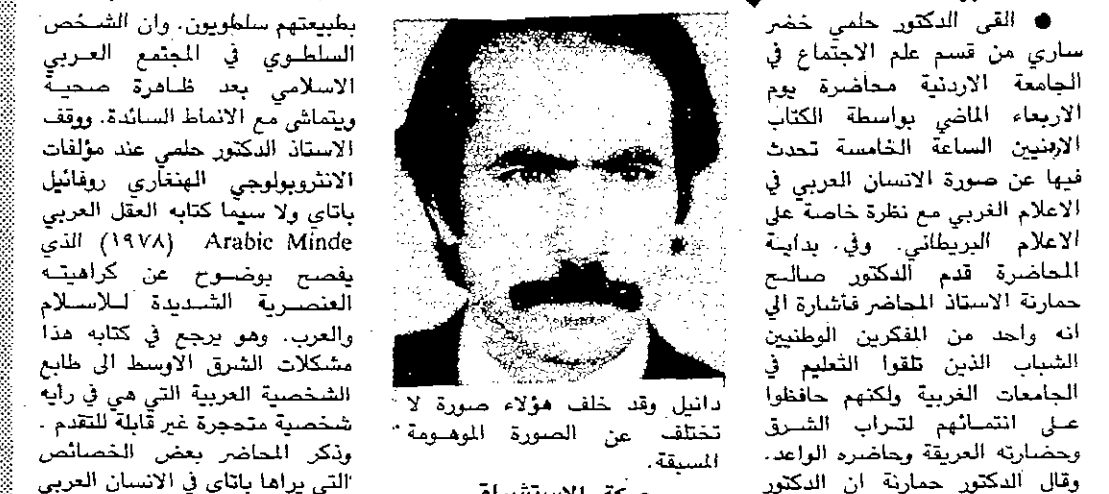 ● القى الدكتور حلمي خضر
ساري من قسم علم الاجتماع في
الجامعة الاردنية محاضرة يوم
الاربعاء الماضي بواسطة الكتاب
الاردنيين الساعة الخامسة تحدث
فيها عن صورة الانسان العربي في
الاعلام الغربي مع نظرة خاصة على
الاعلام البريطاني. وفي بداية
المحاضرة قدم الدكتور صالح
حمارنة الاستاذ المحاضر فأشارة الي
انه واحد من المفكرين الوطنيين
الشباب الذين تلقوا التعليم في
الجامعات الغربية ولكنهم حافظوا
على انتمائهم لتراب الشرق
وحضارته العريقة وحاضره الواعد.
وقال الدكتور حمارنة ان الدكتور
دانيل وقد خلف هؤلاء صورة لا
تختلف عن الصورة الموهومة
المسبقة.
حركة الاستشراق
بطبيعتهم سلطويون. وان الشخص
السلطوي في المجتمع العربي
الاسلامي بعد ظاهرة صحية
ويتماشى مع الانماط السائدة. ووقف
الاستاذ الدكتور حلمي عند مؤلفات
الانثروبولوجي الهنغاري روفائيل
باتاي ولا سيما كتابه العقل العربي
Arabic Minde (١٩٧٨) الذي
يفصح بوضوح عن كراهيته
العنصرية الشديدة للاسلام
والعرب. وهو يرجع في كتابه هذا
مشكلات الشرق الاوسط الى طابع
الشخصية العربية التي هي في رأيه
شخصية متحجرة غير قابلة للتقدم .
وذكر المحاضر بعض الخصائص
التي يراها باتاي في الانسان العربي